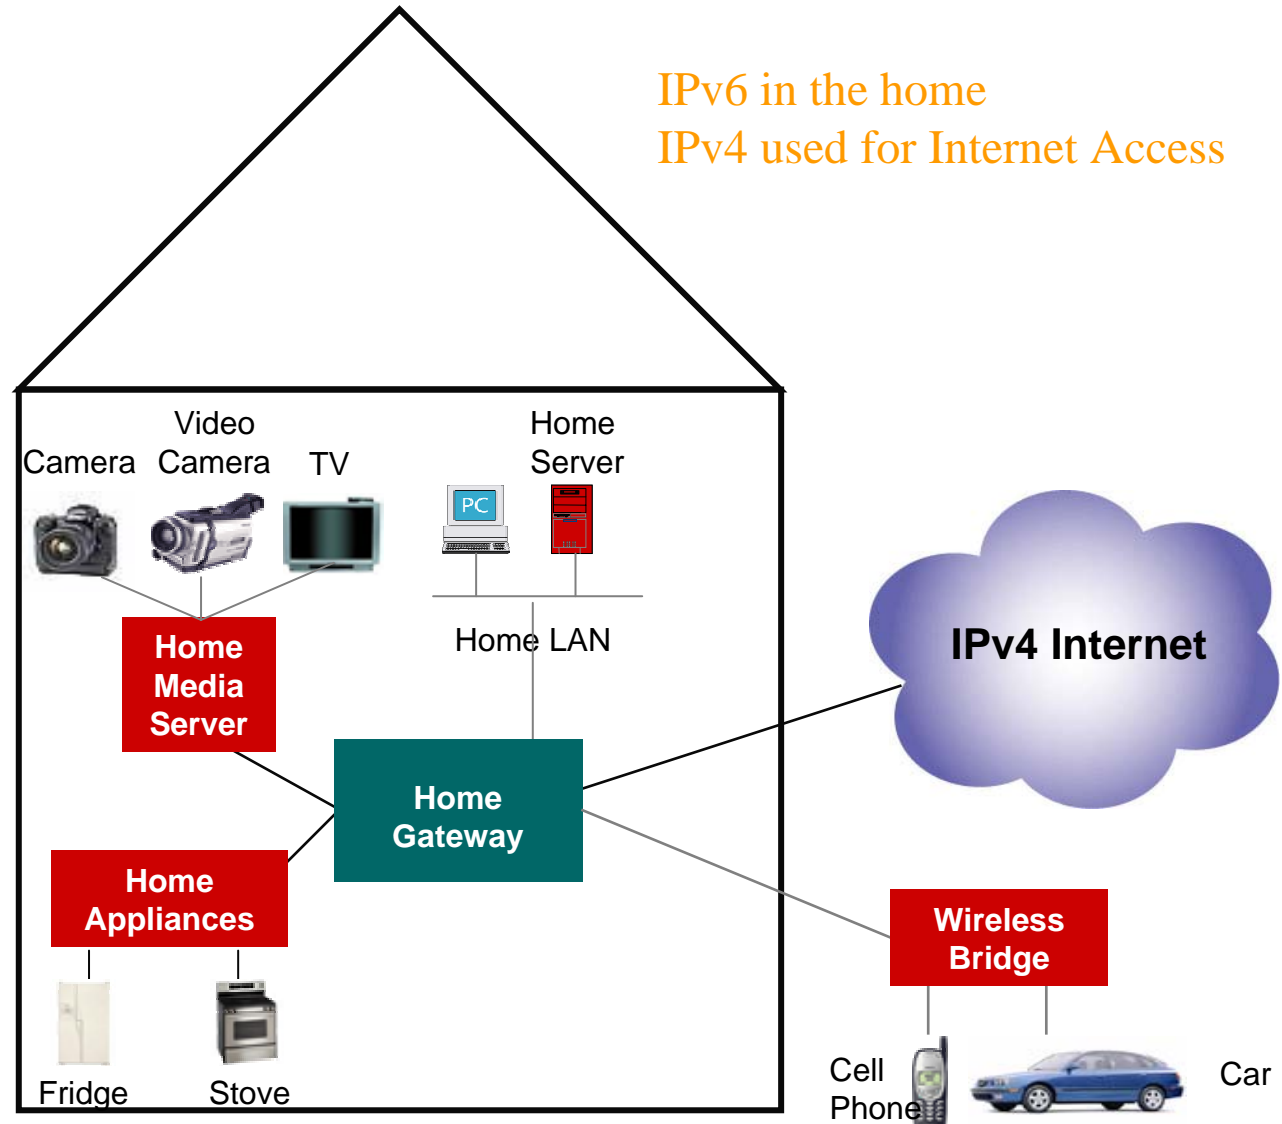 IPv6 in the home
IPv4 used for Internet Access
Camera
Video
Camera
TV
Home
Server
PC
Home LAN
Home
Media
Server
IPv4 Internet
Home
Gateway
Home
Appliances
Wireless
Bridge
Fridge
Stove
Cell
Phone
Car